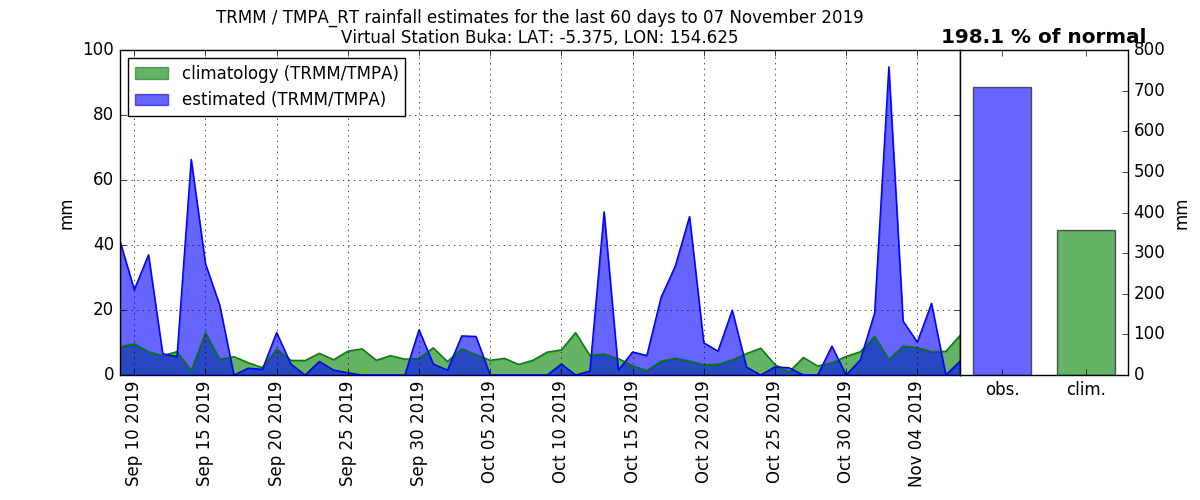 TRMM / TMPA_RT rainfall estimates for the last 60 days to 07 November 2019
Virtual Station Buka: LAT: -5.375, LON: 154.625
198.1 % of normal
climatology (TRMM/TMPA)
estimated (TRMM/TMPA)
100
80
60
40
20
0
mm
Sep 10 2019
Sep 15 2019
Sep 20 2019
Sep 25 2019
Sep 30 2019
Oct 05 2019
Oct 10 2019
Oct 15 2019
Oct 20 2019
Oct 25 2019
Oct 30 2019
Nov 04 2019
800
700
600
500
400
300
200
100
0
mm
obs.
clim.